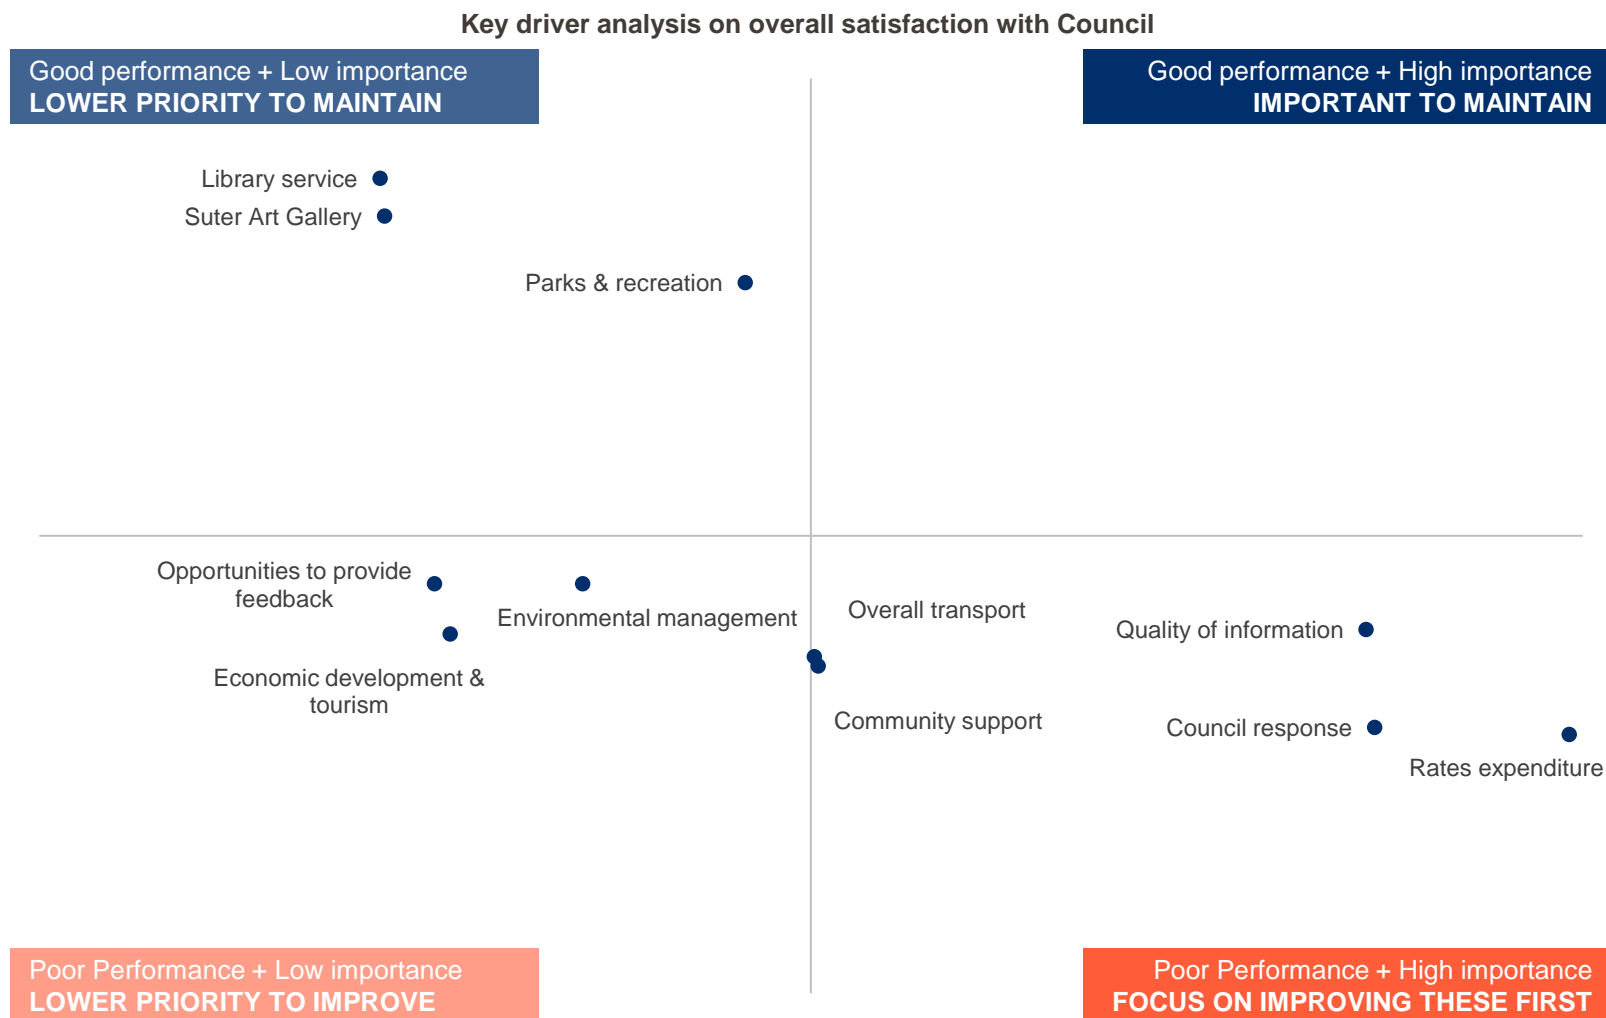 Key driver analysis on overall satisfaction with Council
Good performance + Low importance
LOWER PRIORITY TO MAINTAIN
Good performance + High importance
IMPORTANT TO MAINTAIN
Library service
Suter Art Gallery
Parks & recreation
Opportunities to provide
feedback
Environmental management
Overall transport
Quality of information
Economic development &
tourism
Community support
Council response
Rates expenditure
Poor Performance + Low importance
LOWER PRIORITY TO IMPROVE
Poor Performance + High importance
FOCUS ON IMPROVING THESE FIRST